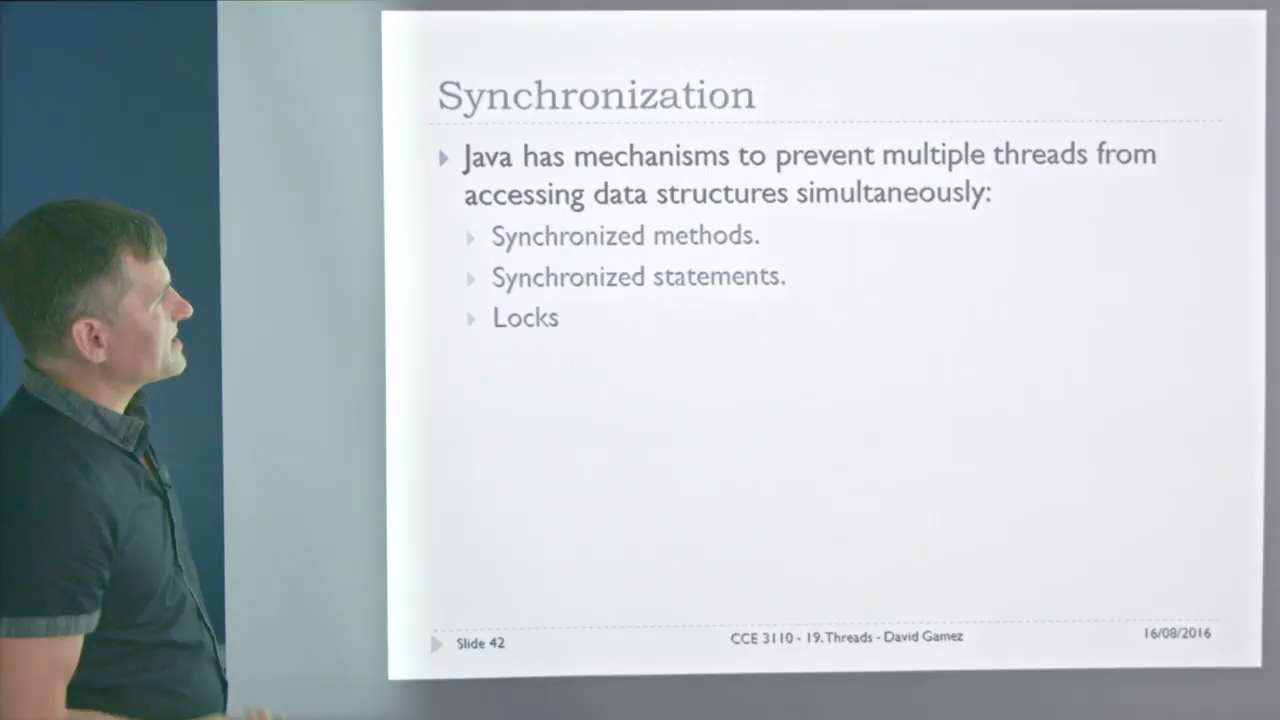 Synchronization
Java has mechanisms to prevent multiple threads from
accessing data structures simultaneously:
Synchronized methods.
Synchronized statements.
Locks
Slide 42
CCE 3110 - 19.Threads - David Gamez
16/08/2016